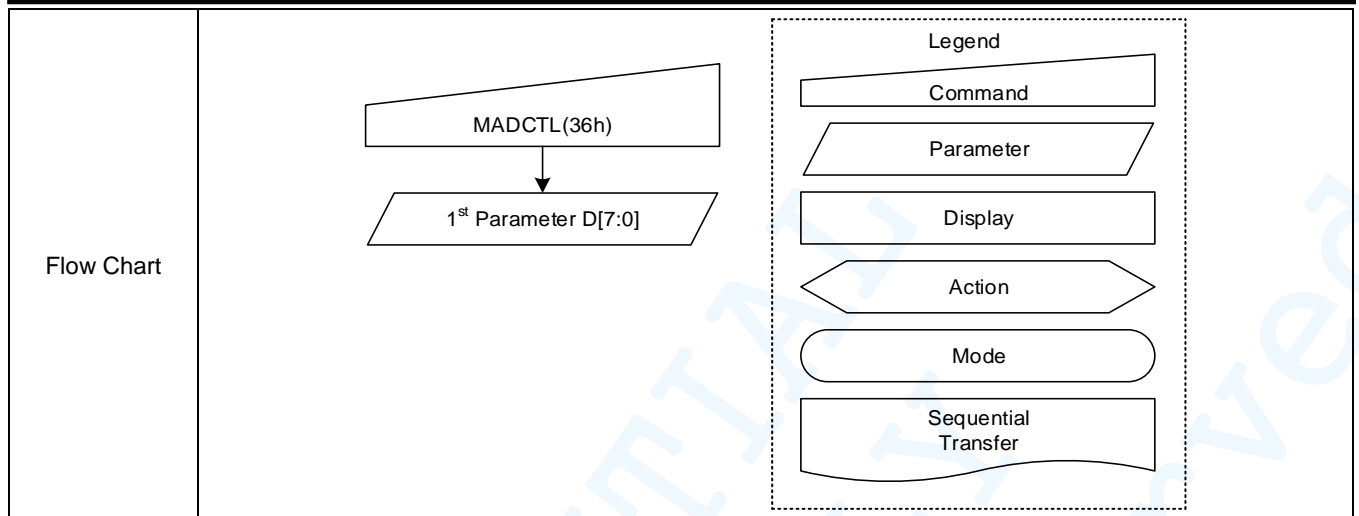 Flow Chart
MADCTL(36h)
1st Parameter D[7:0]
Legend
Command
Parameter
Display
Action
Mode
Sequential
Transfer